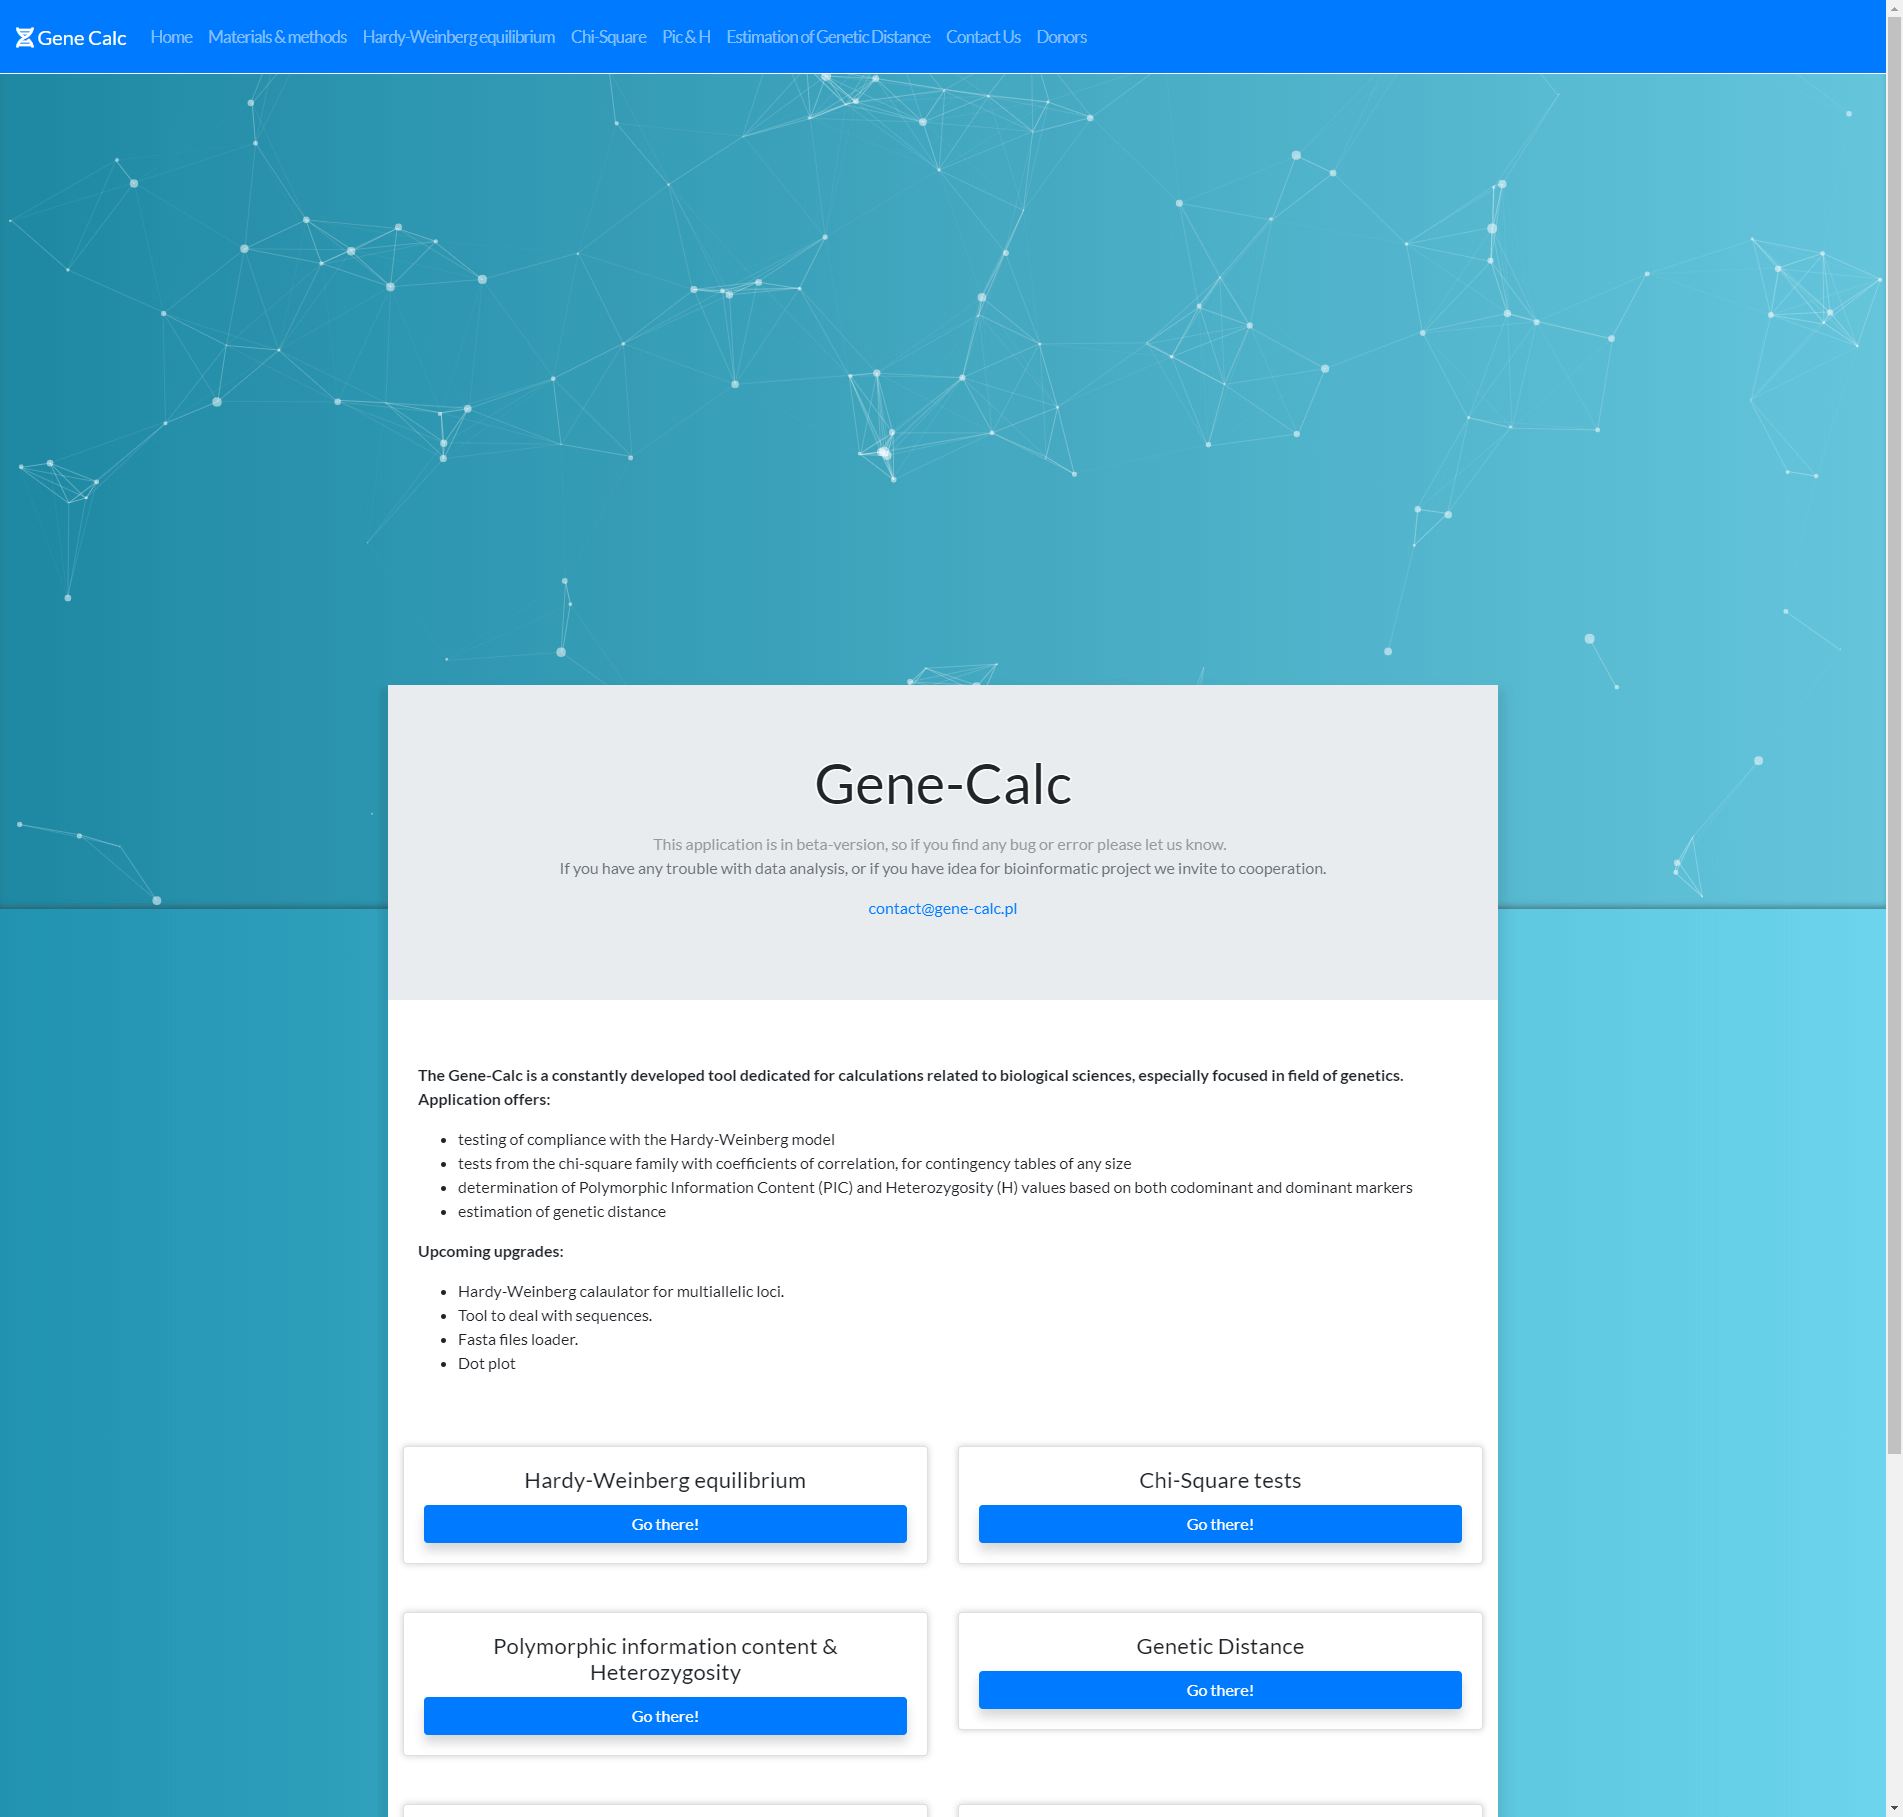 Gene Calc Home Materials & methods Hardy-Weinberg equilibrium Chi-Square Pic & H Estimation of Genetic Distance Contact Us Donors
Gene-Calc
This application is in beta-version, so if you find any bug or error please let us know.
If you have any trouble with data analysis, or if you have idea for bioinformatic project we invite to cooperation.
contact@gene-calc.pl
The Gene-Calc is a constantly developed tool dedicated for calculations related to biological sciences, especially focused in field of genetics.
Application offers:
• testing of compliance with the Hardy-Weinberg model
• tests from the chi-square family with coefficients of correlation, for contingency tables of any size
• determination of Polymorphic Information Content (PIC) and Heterozygosity (H) values based on both codominant and dominant markers
• estimation of genetic distance
Upcoming upgrades:
• Hardy-Weinberg calaulator for multiallelic loci.
• Tool to deal with sequences.
• Fasta files loader.
• Dot plot
Hardy-Weinberg equilibrium
Go there!
Chi-Square tests
Go there!
Polymorphic information content &
Heterozygosity
Go there!
Genetic Distance
Go there!